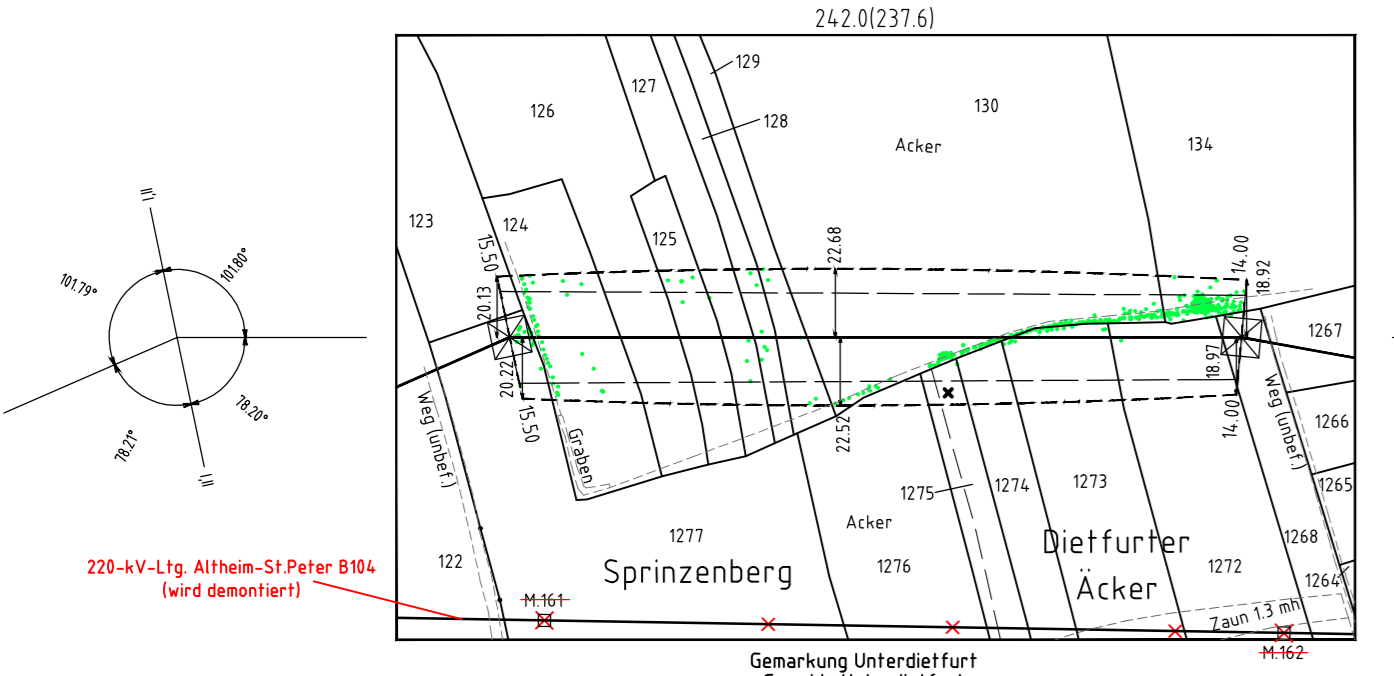 242.0(237.6)
129
127
130
126
128
134
Acker
I,II
123
124
125
101.79°
101.80°
15.50
22.68
14.00
18.92
20.13
1267
20.22
18.97
78.21°
78.20°
I,II
15.50
22.52
14.00
Weg (unbef.)
Graben
Weg (unbef.)
1266
1275
1274
1273
1265
1277
Acker
1268
Dietfurter
Äcker
122
Sprinzenberg
1276
1272
1264
220-kV-Ltg. Altheim-St.Peter B104
(wird demontiert)
M.161
Zaun 1.3 mh
M.162
Gemarkung Unterdietfurt